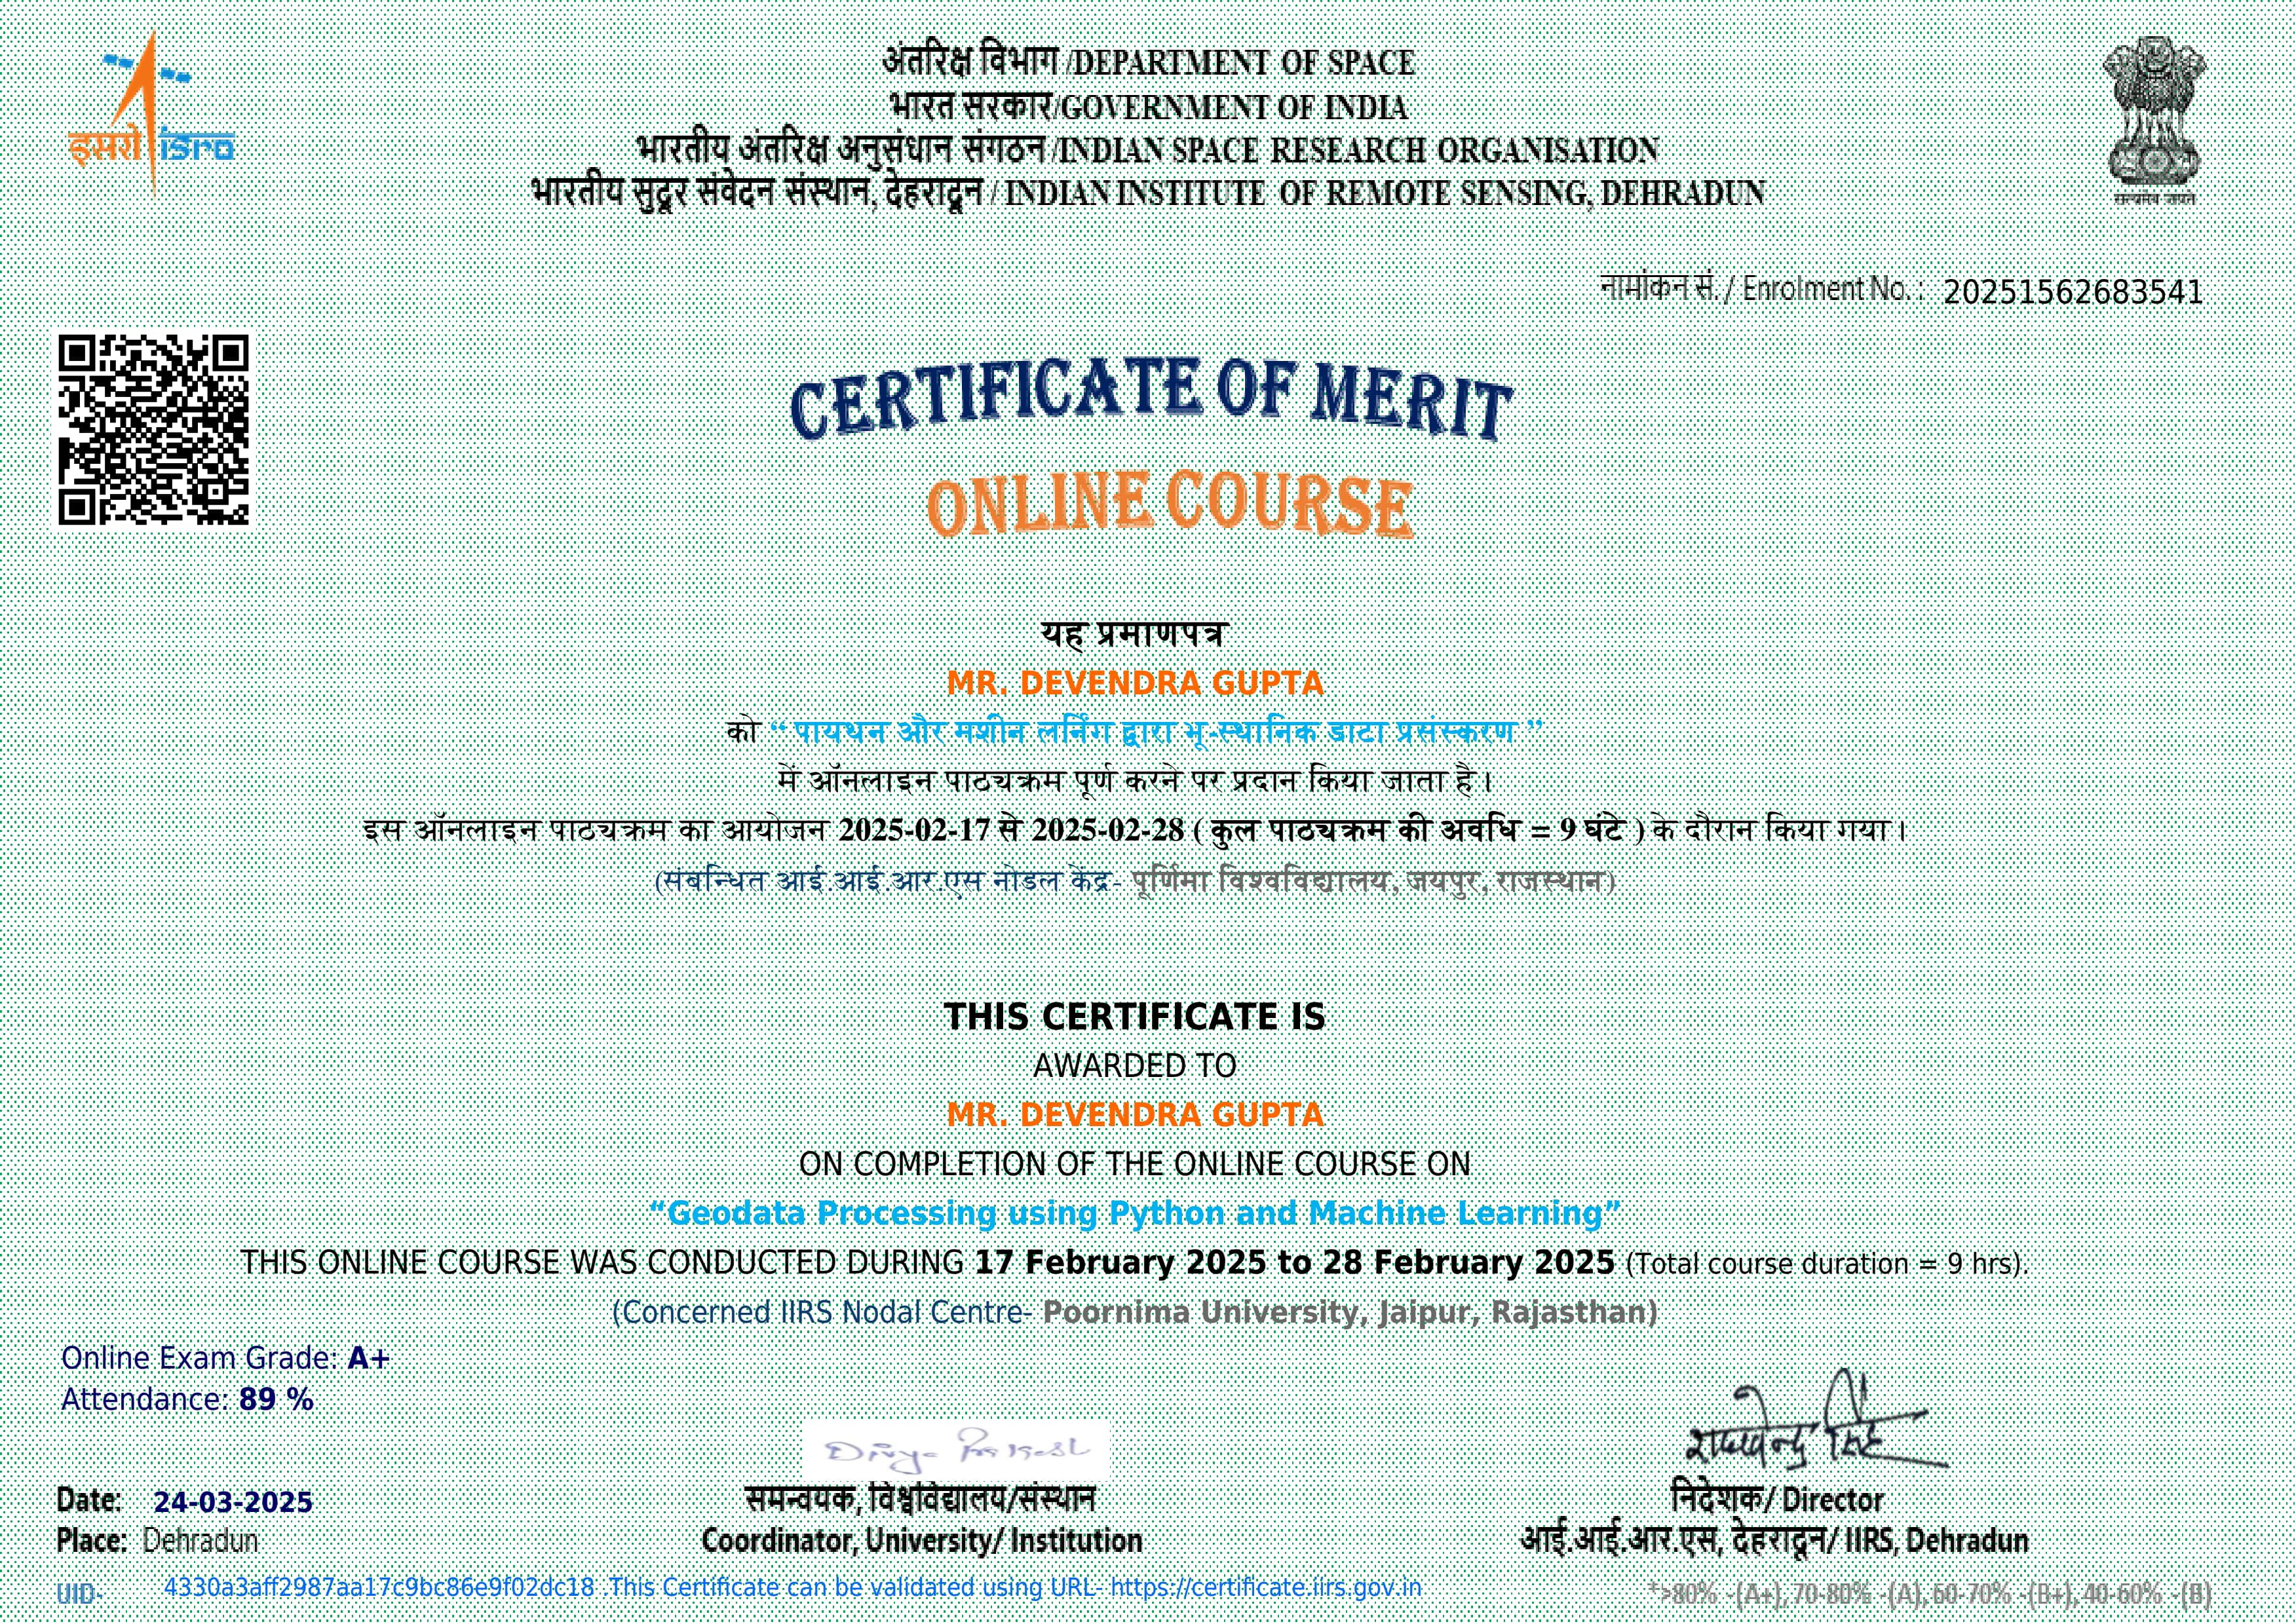 इसरो isro
अंतरिक्ष विभाग /DEPARTMENT OF SPACE
भारत सरकार/GOVERNMENT OF INDIA
भारतीय अंतरिक्ष अनुसंधान संगठन /INDIAN SPACE RESEARCH ORGANISATION
भारतीय सुदूर संवेदन संस्थान, देहरादून / INDIAN INSTITUTE OF REMOTE SENSING, DEHRADUN
सत्यमेव जयते
नामांकन सं. / Enrolment No. : 20251562683541
CERTIFICATE OF MERIT
ONLINE COURSE
यह प्रमाणपत्र
MR. DEVENDRA GUPTA
को “ पायथन और मशीन लर्निंग द्वारा भू-स्थानिक डाटा प्रसंस्करण ”
में ऑनलाइन पाठ्यक्रम पूर्ण करने पर प्रदान किया जाता है।
इस ऑनलाइन पाठ्यक्रम का आयोजन 2025-02-17 से 2025-02-28 ( कुल पाठ्यक्रम की अवधि = 9 घंटे ) के दौरान किया गया।
(संबन्धित आई.आई.आर.एस नोडल केंद्र- पूर्णिमा विश्वविद्यालय, जयपुर, राजस्थान)
THIS CERTIFICATE IS
AWARDED TO
MR. DEVENDRA GUPTA
ON COMPLETION OF THE ONLINE COURSE ON
“Geodata Processing using Python and Machine Learning”
THIS ONLINE COURSE WAS CONDUCTED DURING 17 February 2025 to 28 February 2025 (Total course duration = 9 hrs).
(Concerned IIRS Nodal Centre- Poornima University, Jaipur, Rajasthan)
Online Exam Grade: A+
Attendance: 89 %
Divya Prakash
राघवेन्द्र सिंह
Date: 24-03-2025
समन्वयक, विश्वविद्यालय/संस्थान
निदेशक/ Director
Place: Dehradun
Coordinator, University/ Institution
आई.आई.आर.एस, देहरादून/ IIRS, Dehradun
UID- 4330a3aff2987aa17c9bc86e9f02dc18 .This Certificate can be validated using URL- https://certificate.iirs.gov.in
*>80% -(A+), 70-80% -(A), 60-70% -(B+), 40-60% -(B)